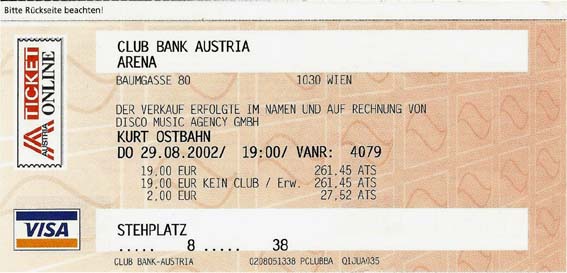 Bitte Rückseite beachten!
CLUB BANK AUSTRIA
ARENA
BAUMGASSE 80 1030 WIEN
AUSTRIA TICKET ONLINE
DER VERKAUF ERFOLGTE IM NAMEN UND AUF RECHNUNG VON
DISCO MUSIC AGENCY GMBH
KURT OSTBAHN
DO 29.08.2002/ 19:00/ VANR: 4079
19,00 EUR 261,45 ATS
19,00 EUR KEIN CLUB / Erw. 261,45 ATS
2,00 EUR 27,52 ATS
VISA
STEHPLATZ
..... 8 ..... 38
CLUB BANK-AUSTRIA 0208051338 PCLUBBA Q1JUA035